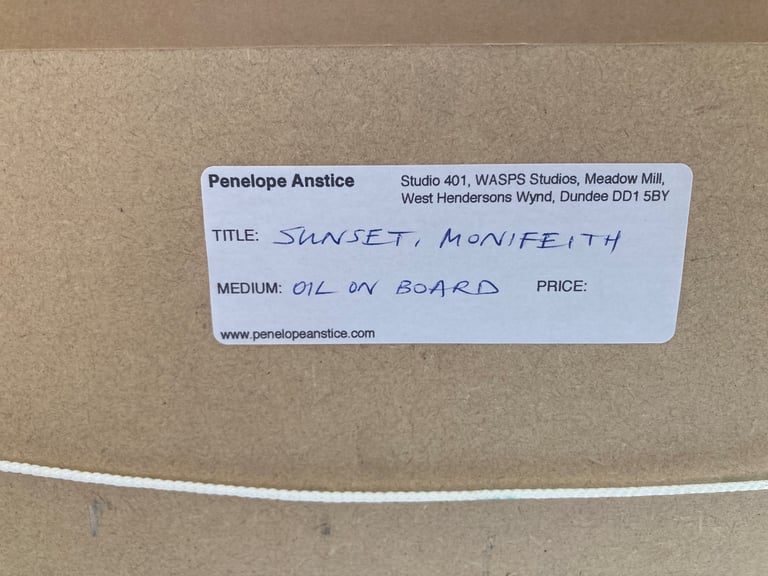 Penelope Anstice
Studio 401, WASPS Studios, Meadow Mill,
West Hendersons Wynd, Dundee DD1 5BY
TITLE: SUNSET, MONIFEITH
MEDIUM: OIL ON BOARD PRICE:
www.penelopeanstice.com